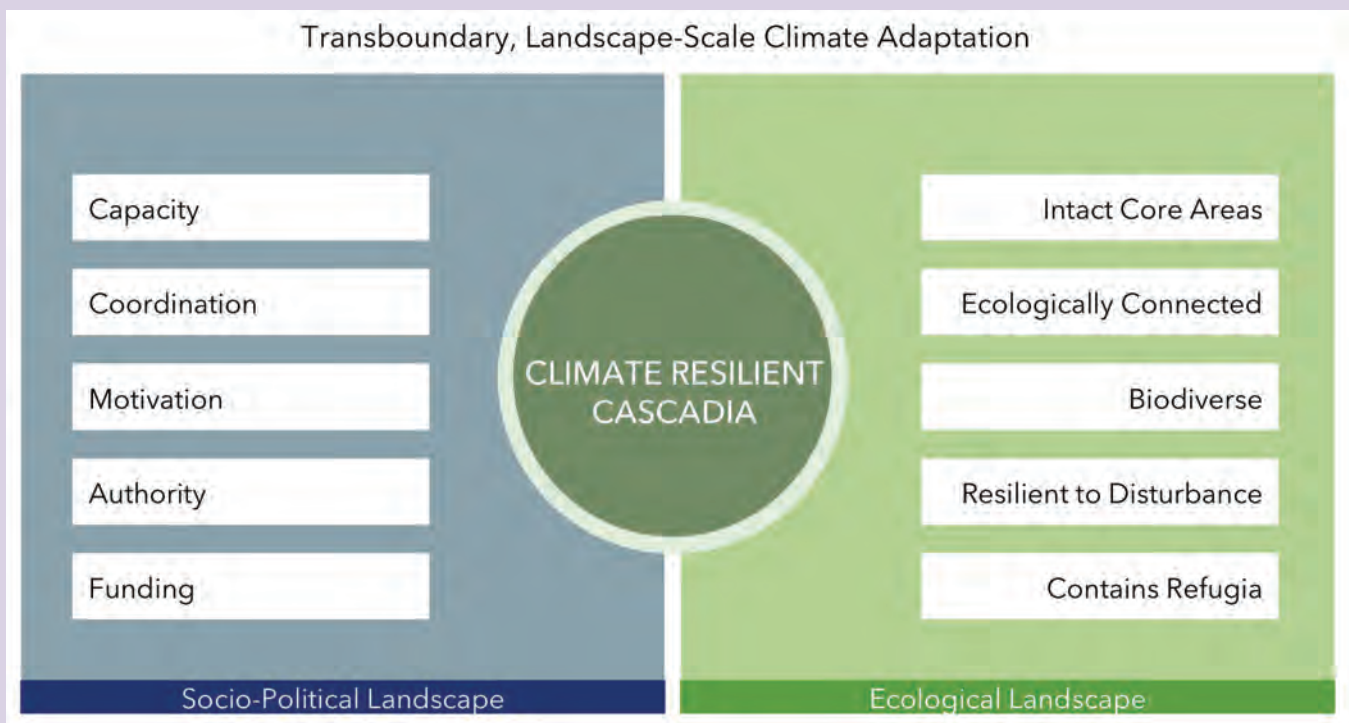 Transboundary, Landscape-Scale Climate Adaptation
Capacity
Coordination
Motivation
Authority
Funding
CLIMATE RESILIENT
CASCADIA
Intact Core Areas
Ecologically Connected
Biodiverse
Resilient to Disturbance
Contains Refugia
Socio-Political Landscape
Ecological Landscape